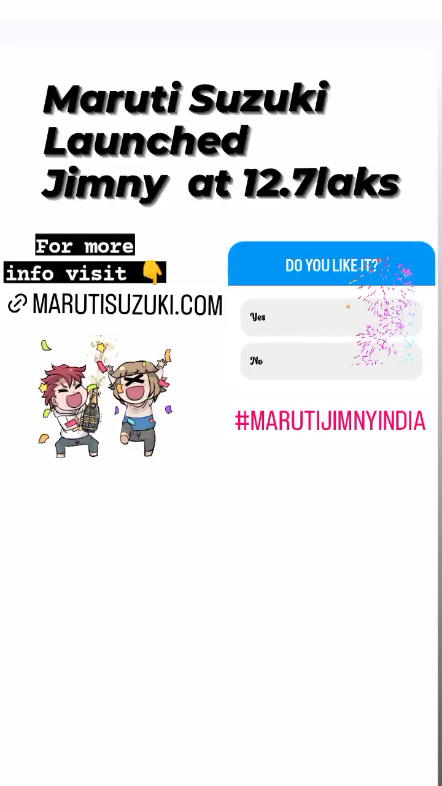 Maruti Suzuki
Launched
Jimny at 12.7laks
For more
info visit 👇
MARUTISUZUKI.COM
DO YOU LIKE IT?
Yes
No
#MARUTIJIMNYINDIA